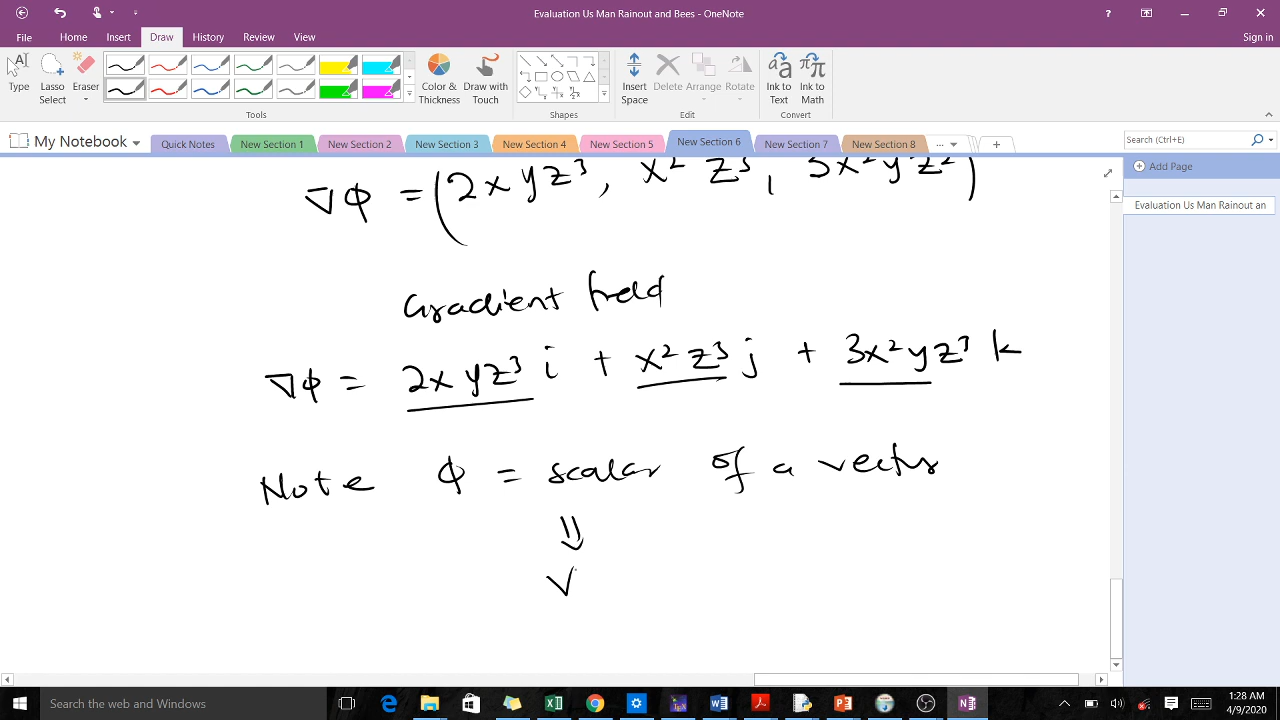 Evaluation Us Man Rainout and Bees - OneNote
File Home Insert Draw History Review View Sign in
Type Lasso Select Eraser Color & Thickness Draw with Touch Insert Space Delete Arrange Rotate Ink to Text Ink to Math
Tools Shapes Edit Convert
My Notebook Quick Notes New Section 1 New Section 2 New Section 3 New Section 4 New Section 5 New Section 6 New Section 7 New Section 8 ... + Search (Ctrl+E)
Add Page
Evaluation Us Man Rainout an
∇Φ = (2xyz³, x²z³, 3x²yz²)
Gradient field
∇Φ = 2xyz³ i + x²z³ j + 3x²yz³ k
Note Φ = scalar of a vector
⇓
V
Search the web and Windows
1:28 AM
4/9/2020